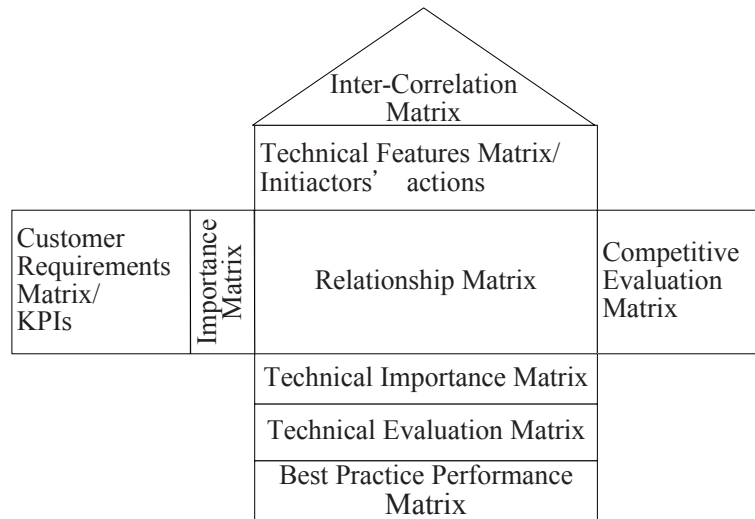 Inter-Correlation
Matrix
Technical Features Matrix/
Initiactors’ actions
Customer
Requirements
Matrix/
KPIs
Importance
Matrix
Relationship Matrix
Competitive
Evaluation
Matrix
Technical Importance Matrix
Technical Evaluation Matrix
Best Practice Performance
Matrix